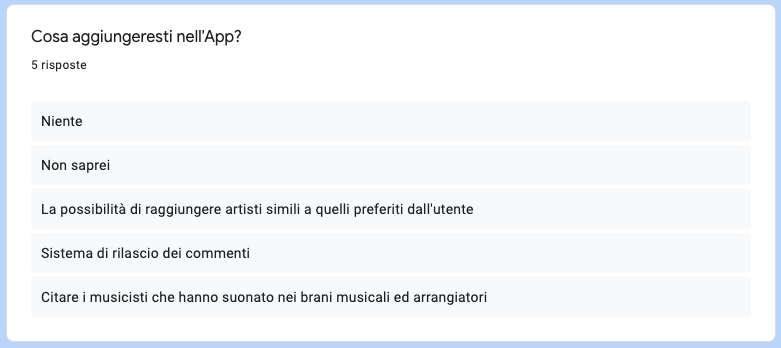 Cosa aggiungeresti nell'App?
5 risposte
Niente
Non saprei
La possibilità di raggiungere artisti simili a quelli preferiti dall'utente
Sistema di rilascio dei commenti
Citare i musicisti che hanno suonato nei brani musicali ed arrangiatori